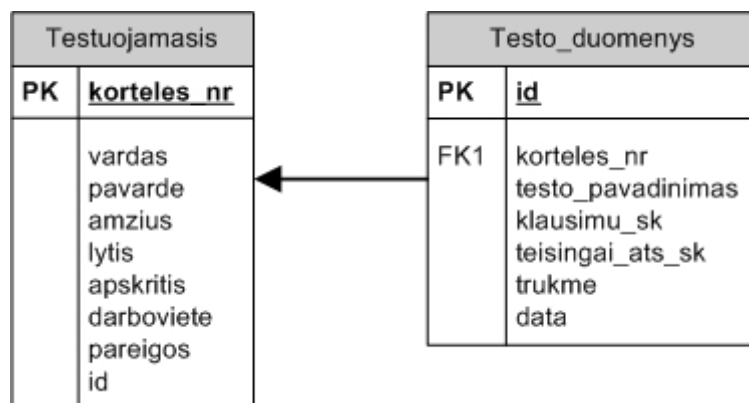 Testuojamasis
PK korteles_nr
vardas
pavarde
amzius
lytis
apskritis
darboviete
pareigos
id
Testo_duomenys
PK id
FK1 korteles_nr
testo_pavadinimas
klausimu_sk
teisingai_ats_sk
trukme
data